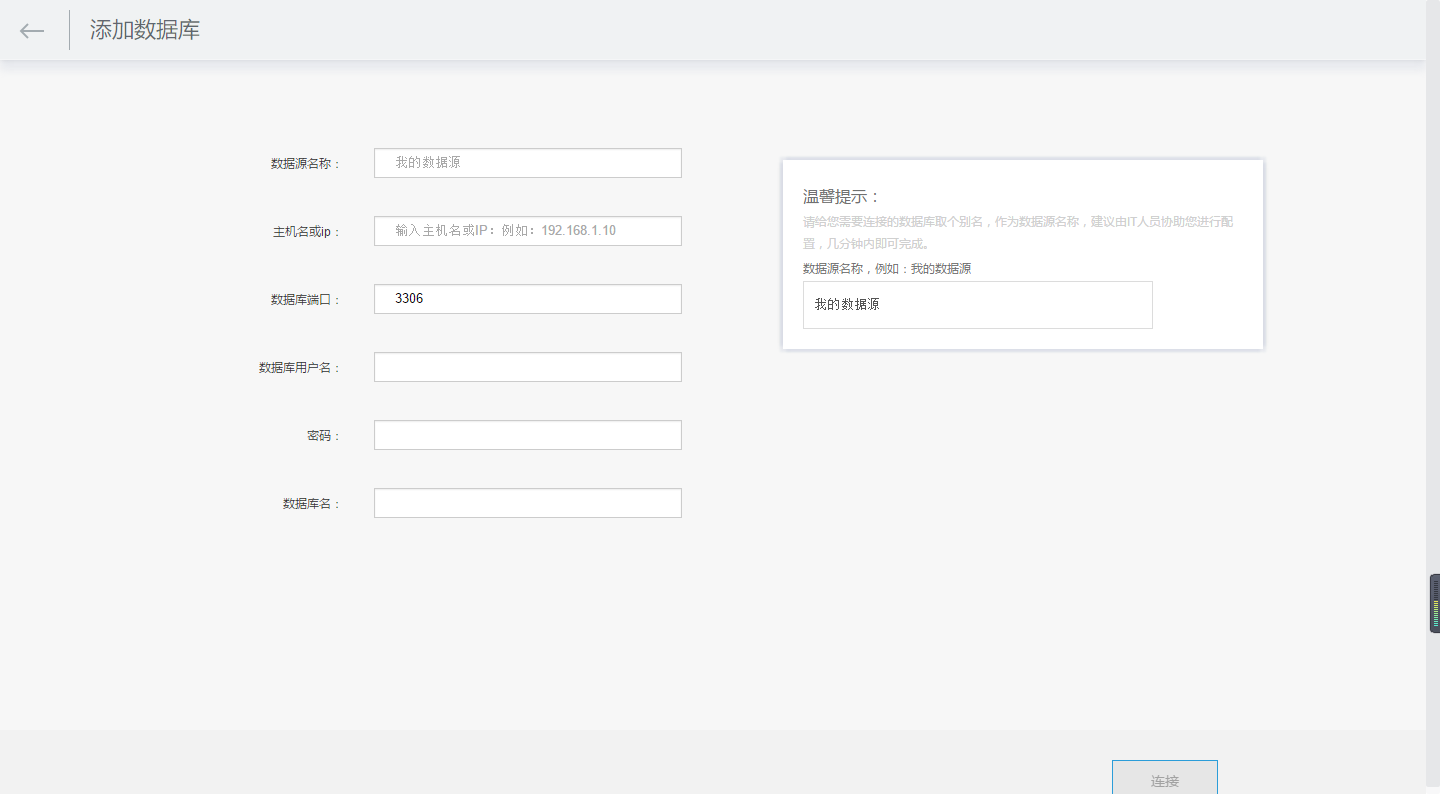 添加数据库
数据源名称：
我的数据源
主机名或ip：
输入主机名或IP：例如：192.168.1.10
数据库端口：
3306
数据库用户名：
密码：
数据库名：
温馨提示：
请给您需要连接的数据库取个别名，作为数据源名称，建议由IT人员协助您进行配
置，几分钟内即可完成。
数据源名称，例如：我的数据源
我的数据源
连接